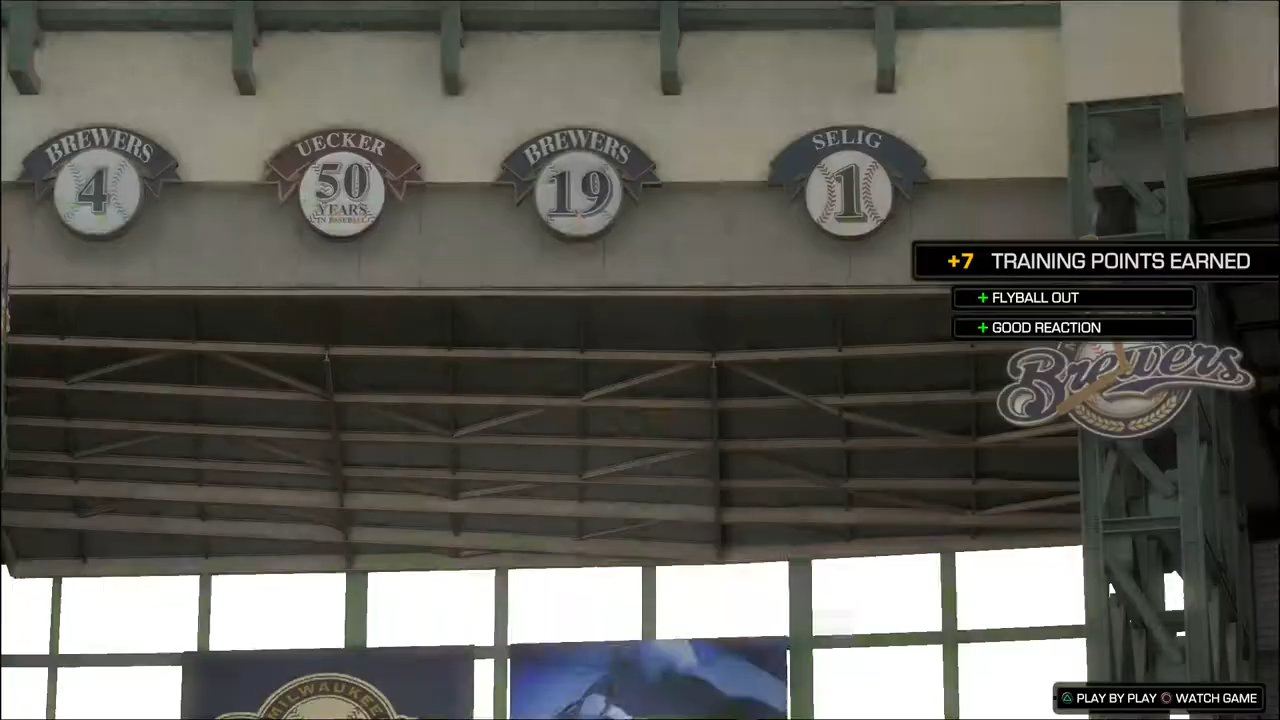 BREWERS
4
UECKER
50
YEARS
IN BASEBALL
BREWERS
19
SELIG
1
+7 TRAINING POINTS EARNED
+ FLYBALL OUT
+ GOOD REACTION
Brewers
MILWAUKEE
PLAY BY PLAY WATCH GAME